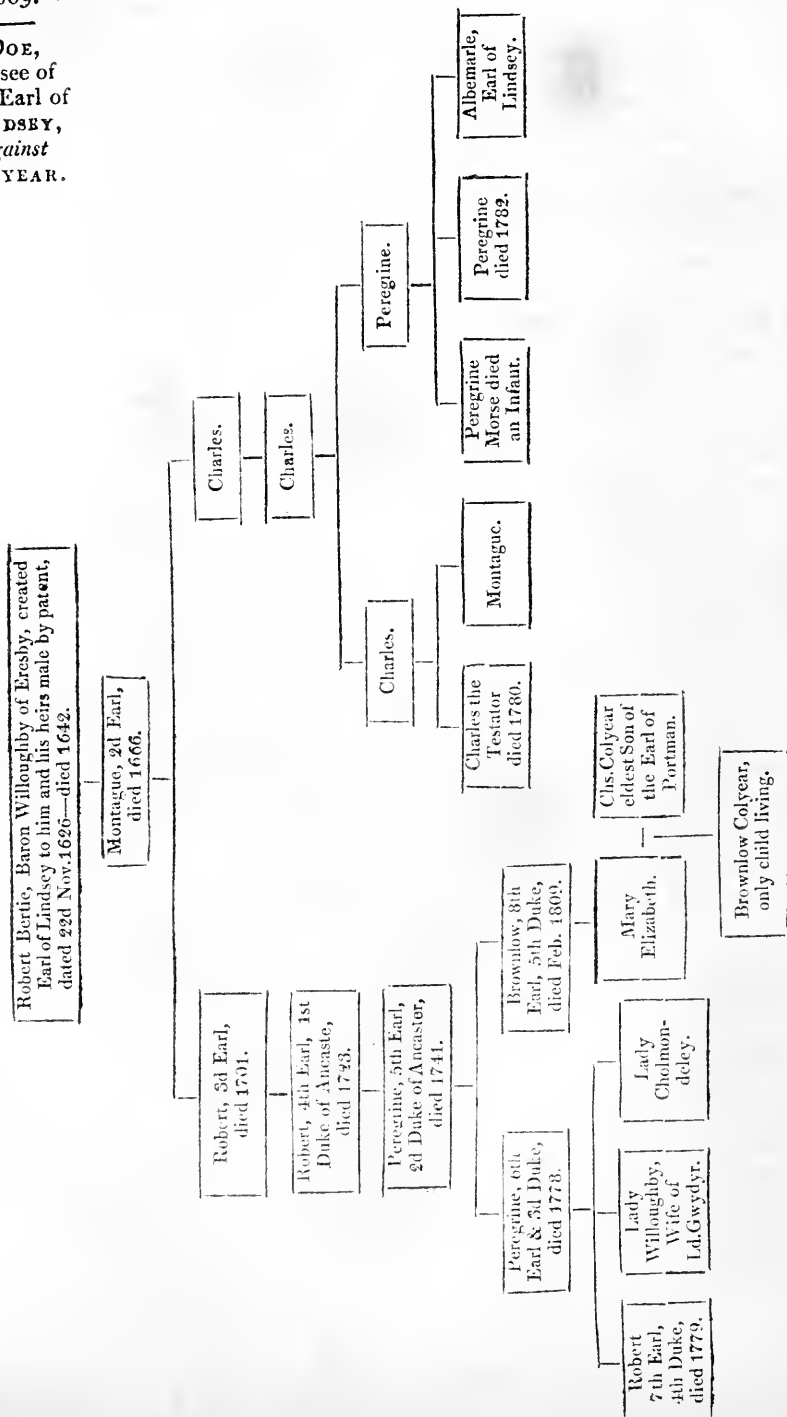 DOE,
see of
Earl of
DSEY,
against
YEAR.
Robert Bertie, Baron Willoughby of Eresby, created
Earl of Lindsey to him and his heirs male by patent,
dated 22d Nov. 1626—died 1642.
Montague, 2d Earl,
died 1666.
Robert, 3d Earl,
died 1701.
Charles.
Robert, 4th Earl, 1st
Duke of Ancaste,
died 1723.
Charles.
Peregrine, 5th Earl,
2d Duke of Ancaster,
died 1741.
Charles.
Peregrine.
Peregrine, 6th
Earl & 3d Duke,
died 1778.
Brownlow, 8th
Earl, 5th Duke,
died Feb. 1809.
Charles the
Testator
died 1780.
Montague.
Peregrine
Morse died
an Infant.
Peregrine
died 1782.
Albemarle,
Earl of
Lindsey.
Robert
7th Earl,
4th Duke,
died 1779.
Lady
Willoughby,
Wife of
Ld. Gwydyr.
Lady
Cholmon-
deley.
Mary
Elizabeth.
Chs. Colyear
eldest Son of
the Earl of
Portman.
Brownlow Colyear,
only child living.